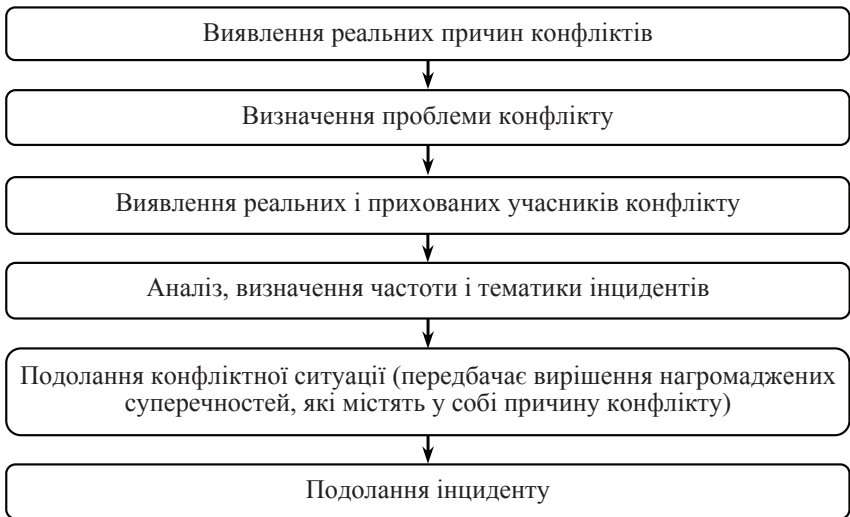 Виявлення реальних причин конфліктів
Визначення проблеми конфлікту
Виявлення реальних і прихованих учасників конфлікту
Аналіз, визначення частоти і тематики інцидентів
Подолання конфліктної ситуації (передбачає вирішення нагромаджених
суперечностей, які містять у собі причину конфлікту)
Подолання інциденту